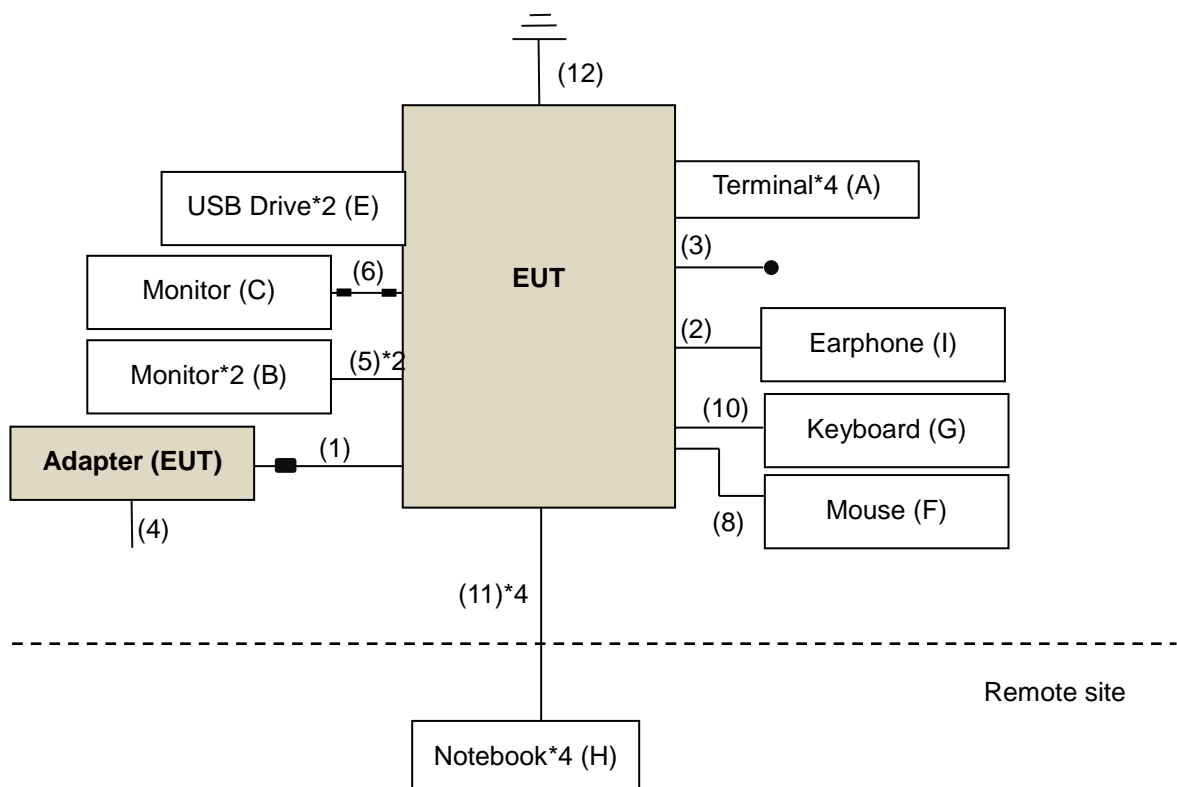 (12)
Terminal*4 (A)
USB Drive*2 (E)
(3)
(6)
EUT
Monitor (C)
(2)
Earphone (I)
(5)*2
Monitor*2 (B)
(10)
Keyboard (G)
(1)
Adapter (EUT)
Mouse (F)
(8)
(4)
(11)*4
Remote site
Notebook*4 (H)